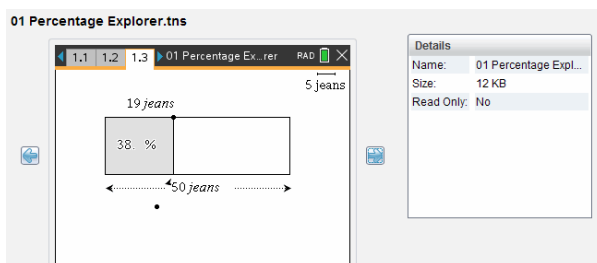 01 Percentage Explorer.tns
1.1 1.2 1.3 01 Percentage Ex...rer RAD
5 jeans
19 jeans
38. %
50 jeans
Details
Name: 01 Percentage Expl...
Size: 12 KB
Read Only: No